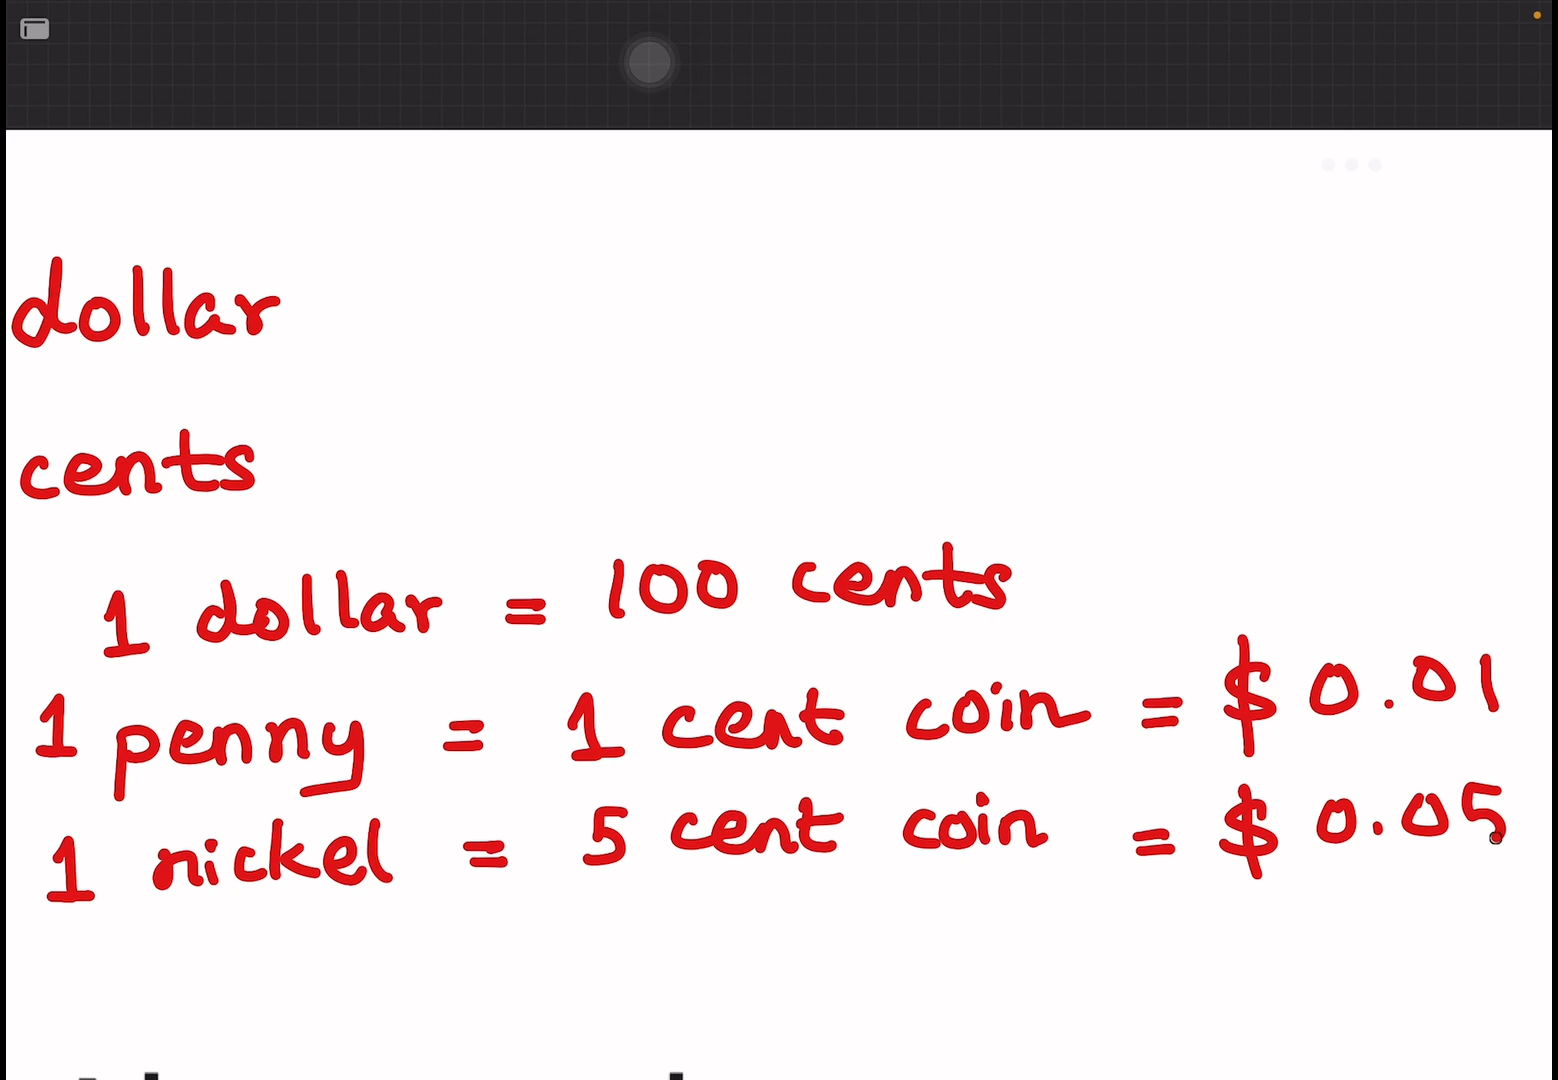 dollar
cents
1 dollar = 100 cents
1 penny = 1 cent coin = $ 0.01
1 nickel = 5 cent coin = $ 0.05